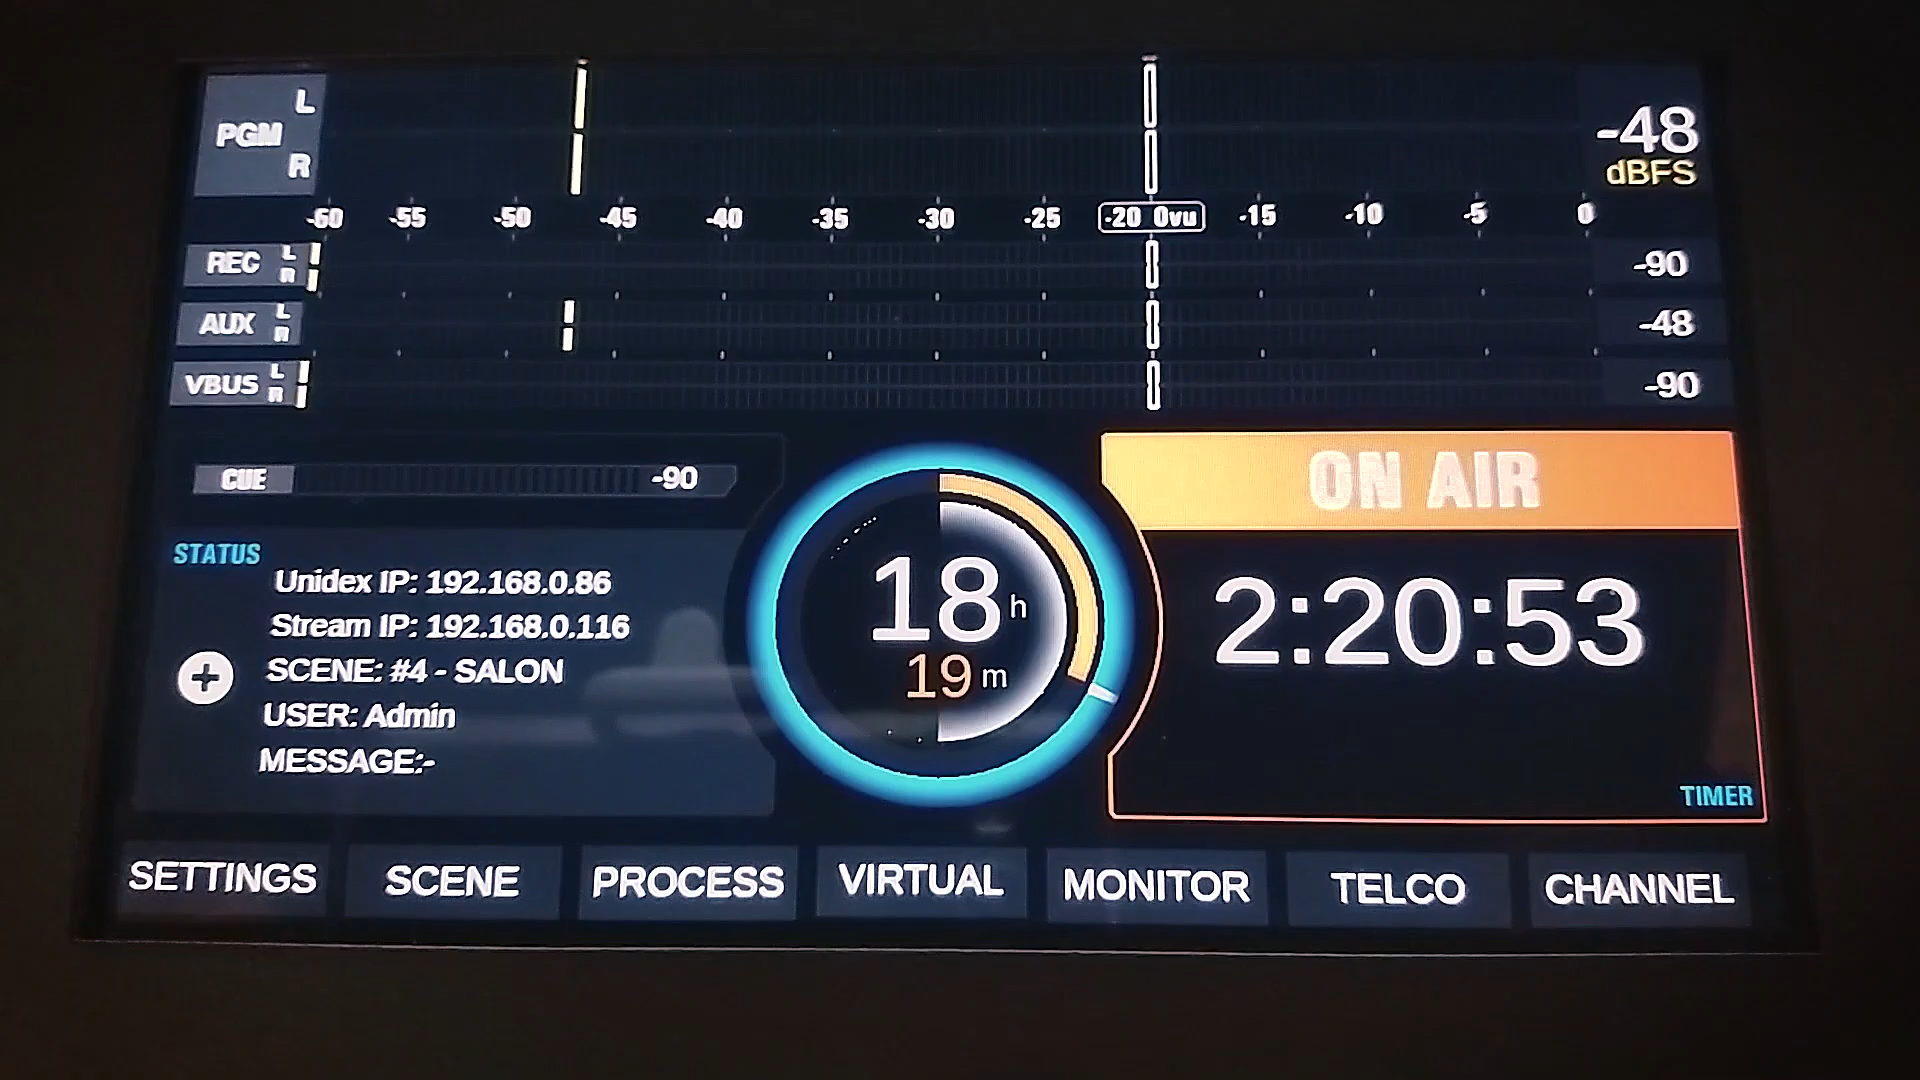 PGM L R -48 dBFS
-60 -55 -50 -45 -40 -35 -30 -25 -20 0vu -15 -10 -5 0
REC L R -90
AUX L R -48
VBUS L R -90
CUE -90
ON AIR
STATUS
Unidex IP: 192.168.0.86
Stream IP: 192.168.0.116
SCENE: #4 - SALON
USER: Admin
MESSAGE:-
18 h
19 m
2:20:53
TIMER
SETTINGS SCENE PROCESS VIRTUAL MONITOR TELCO CHANNEL